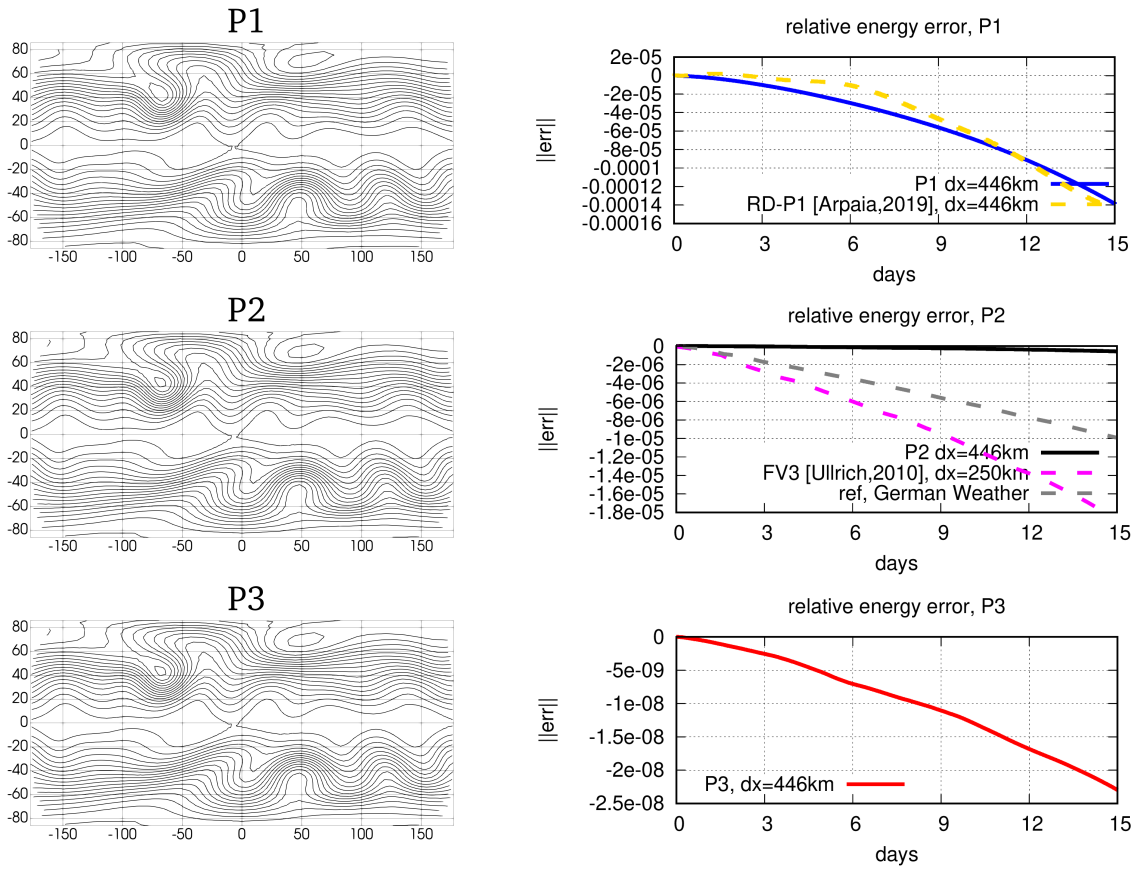 P1
80
60
40
20
0
-20
-40
-60
-80
-150 -100 -50 0 50 100 150
relative energy error, P1
2e-05
0
-2e-05
-4e-05
-6e-05
-8e-05
-0.0001
-0.00012
-0.00014
-0.00016
||err||
P1 dx=446km
RD-P1 [Arpaia,2019], dx=446km
0 3 6 9 12 15
days
P2
80
60
40
20
0
-20
-40
-60
-80
-150 -100 -50 0 50 100 150
relative energy error, P2
0
-2e-06
-4e-06
-6e-06
-8e-06
-1e-05
-1.2e-05
-1.4e-05
-1.6e-05
-1.8e-05
||err||
P2 dx=446km
FV3 [Ullrich,2010], dx=250km
ref, German Weather
0 3 6 9 12 15
days
P3
80
60
40
20
0
-20
-40
-60
-80
-150 -100 -50 0 50 100 150
relative energy error, P3
0
-5e-09
-1e-08
-1.5e-08
-2e-08
-2.5e-08
||err||
P3, dx=446km
0 3 6 9 12 15
days